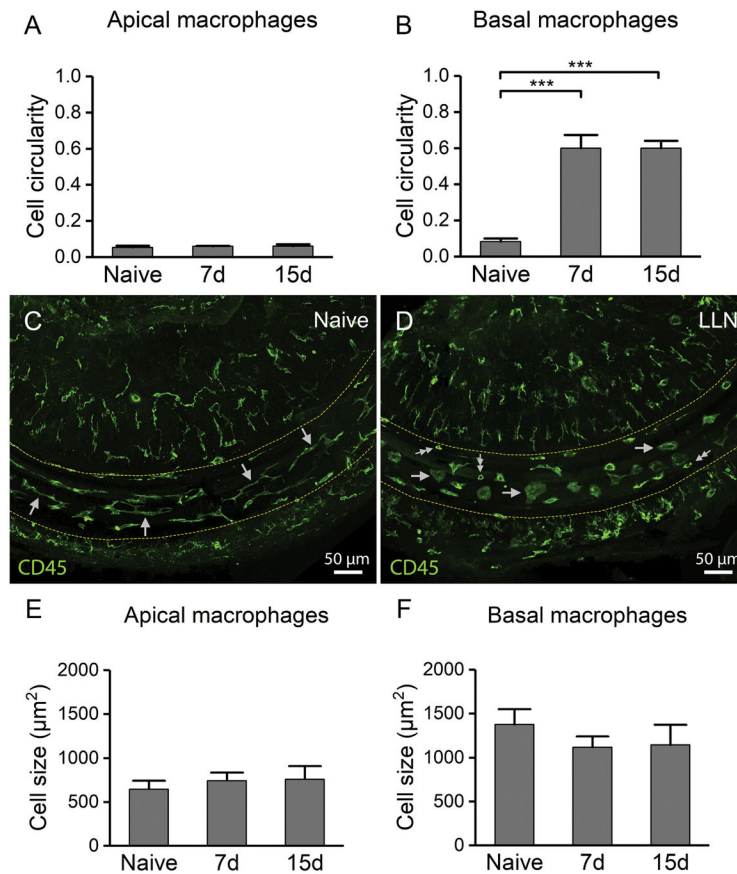 A Apical macrophages
Cell circularity
1.0
0.8
0.6
0.4
0.2
0.0
Naive 7d 15d
B Basal macrophages
Cell circularity
1.0
0.8
0.6
0.4
0.2
0.0
***
***
Naive 7d 15d
C Naive
CD45 50 µm
D LLN
CD45 50 µm
E Apical macrophages
Cell size (µm²)
2000
1500
1000
500
0
Naive 7d 15d
F Basal macrophages
Cell size (µm²)
2000
1500
1000
500
0
Naive 7d 15d